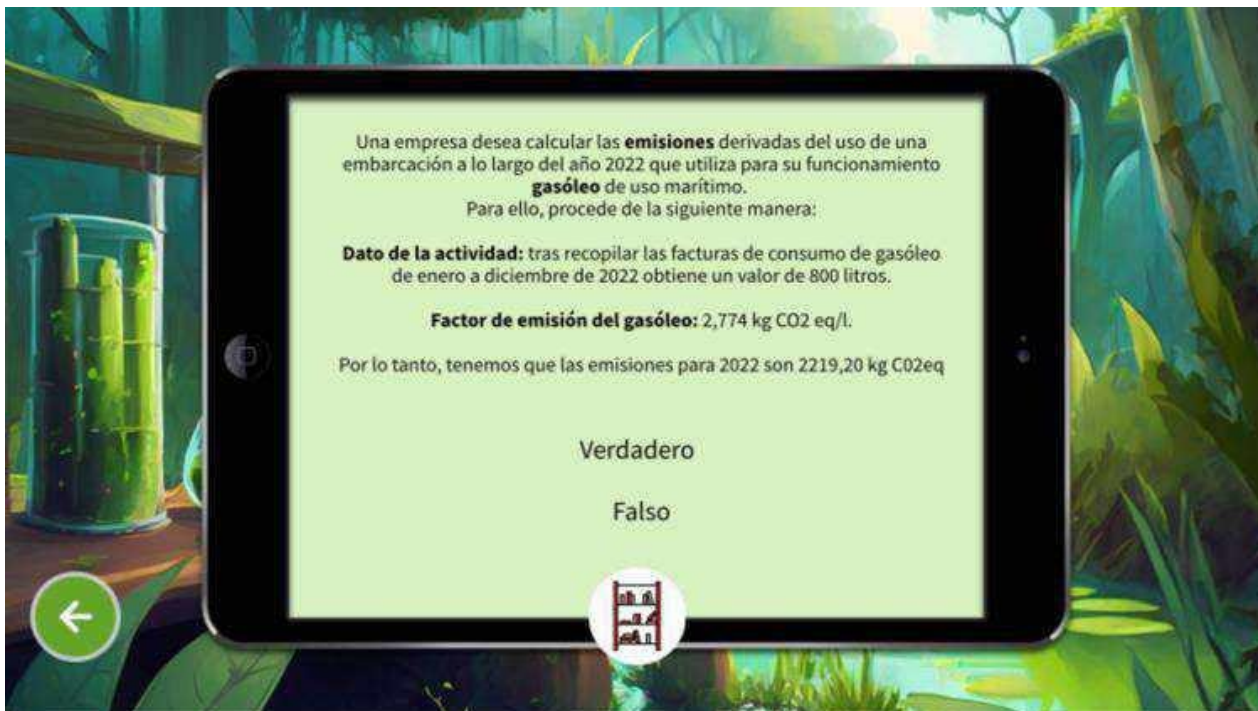 Una empresa desea calcular las emisiones derivadas del uso de una
embarcación a lo largo del año 2022 que utiliza para su funcionamiento
gasóleo de uso marítimo.
Para ello, procede de la siguiente manera:
Dato de la actividad: tras recopilar las facturas de consumo de gasóleo
de enero a diciembre de 2022 obtiene un valor de 800 litros.
Factor de emisión del gasóleo: 2,774 kg CO2 eq/l.
Por lo tanto, tenemos que las emisiones para 2022 son 2219,20 kg C02eq
Verdadero
Falso